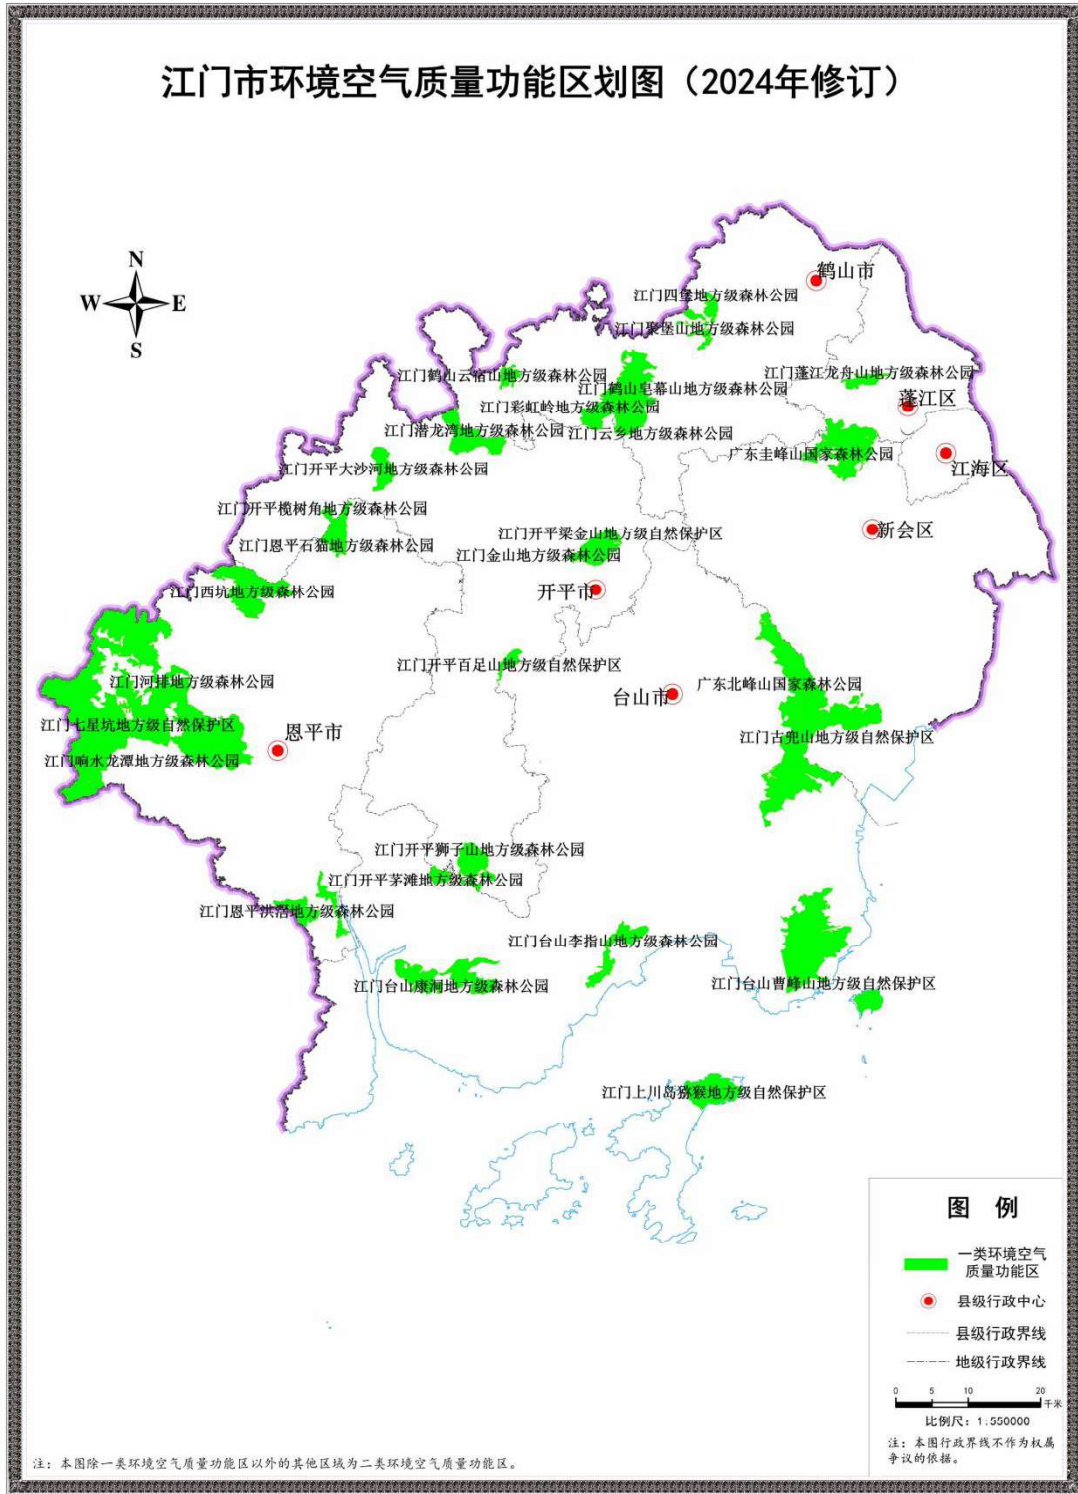 江门市环境空气质量功能区划图（2024年修订）
N
W
E
S
鹤山市
江门四堡地方级森林公园
江门聚堡山地方级森林公园
江门鹤山云宿山地方级森林公园
江门蓬江龙舟山地方级森林公园
江门鹤山皂幕山地方级森林公园
蓬江区
江门彩虹岭地方级森林公园
江门潜龙湾地方级森林公园
江门云乡地方级森林公园
广东圭峰山国家森林公园
江门开平大沙河地方级森林公园
江海区
江门开平榄树角地方级森林公园
江门开平梁金山地方级自然保护区
新会区
江门恩平石猫地方级森林公园
江门金山地方级森林公园
江门西坑地方级森林公园
开平市
江门开平百足山地方级自然保护区
江门河排地方级森林公园
台山市
广东北峰山国家森林公园
江门七星坑地方级自然保护区
恩平市
江门古兜山地方级自然保护区
江门响水龙潭地方级森林公园
江门开平狮子山地方级森林公园
江门开平茅滩地方级森林公园
江门恩平洪滔地方级森林公园
江门台山李指山地方级森林公园
江门台山康洞地方级森林公园
江门台山曹峰山地方级自然保护区
江门上川岛猕猴地方级自然保护区
图 例
一类环境空气
质量功能区
县级行政中心
县级行政界线
地级行政界线
0 5 10 20
千米
比例尺：1:550000
注：本图行政界线不作为权属
争议的依据。
注：本图除一类环境空气质量功能区以外的其他区域为二类环境空气质量功能区。